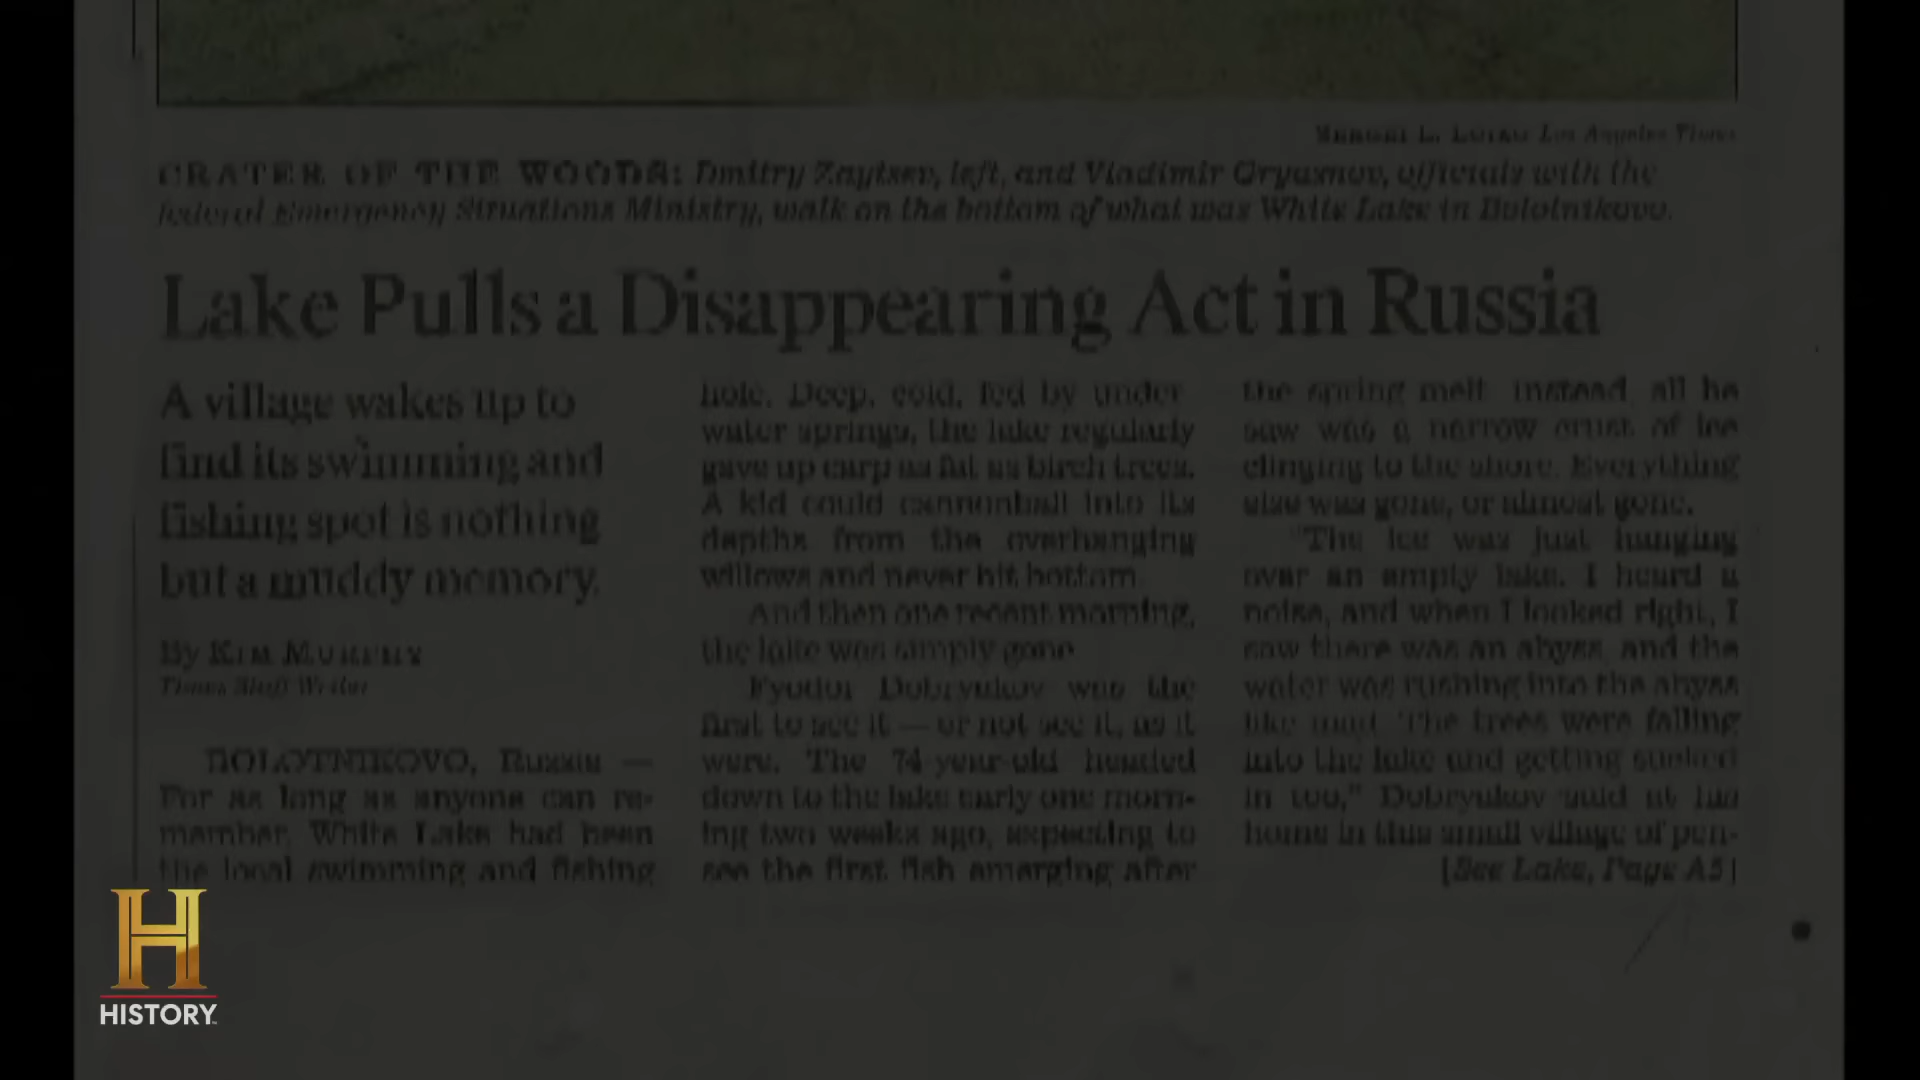 SERGEI L. LOIKO Los Angeles Times
CRATER OF THE WOODS: Dmitry Zaytsev, left, and Vladimir Gryaznov, officials with the
federal Emergency Situations Ministry, walk on the bottom of what was White Lake in Bolotnikovo.
Lake Pulls a Disappearing Act in Russia
A village wakes up to
find its swimming and
fishing spot is nothing
but a muddy memory.
By KIM MURPHY
Times Staff Writer
BOLOTNIKOVO, Russia —
For as long as anyone can re-
member, White Lake had been
the local swimming and fishing
hole. Deep, cold, fed by under-
water springs, the lake regularly
gave up carp as fat as birch trees.
A kid could cannonball into its
depths from the overhanging
willows and never hit bottom.
And then one recent morning,
the lake was simply gone.
Fyodor Dobryukov was the
first to see it — or not see it, as it
were. The 74-year-old headed
down to the lake early one morn-
ing two weeks ago, expecting to
see the first fish emerging after
the spring melt. Instead, all he
saw was a narrow crust of ice
clinging to the shore. Everything
else was gone, or almost gone.
"The ice was just hanging
over an empty lake. I heard a
noise, and when I looked right, I
saw there was an abyss, and the
water was rushing into the abyss
like mad. The trees were falling
into the lake and getting sucked
in too," Dobryukov said at his
home in this small village of pen-
[See Lake, Page A5]
H
HISTORY